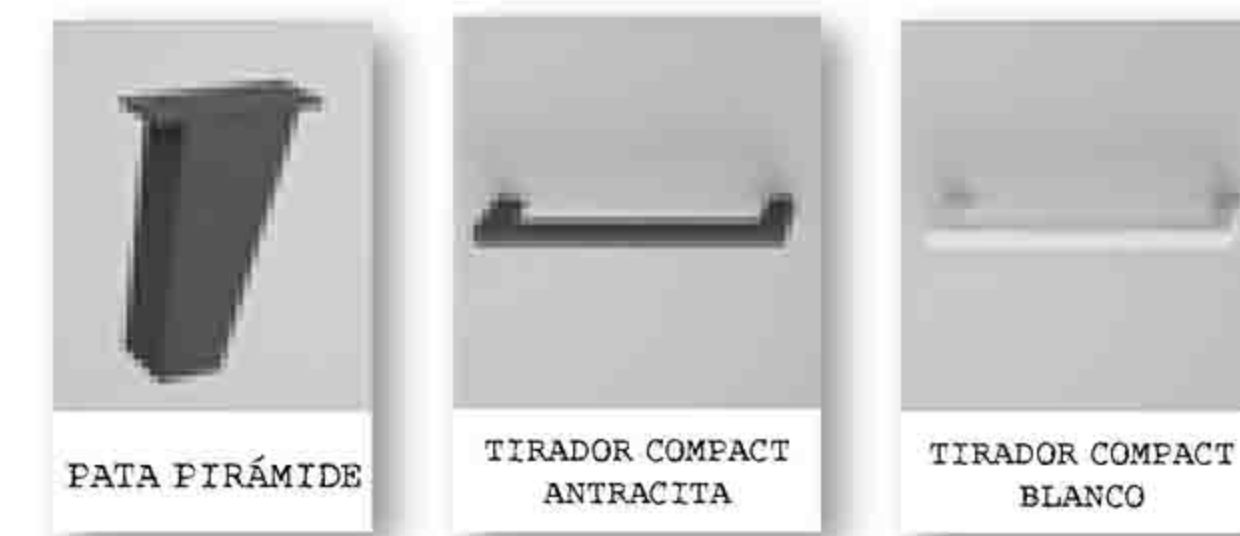 PATA PIRÁMIDE
TIRADOR COMPACT
ANTRACITA
TIRADOR COMPACT
BLANCO